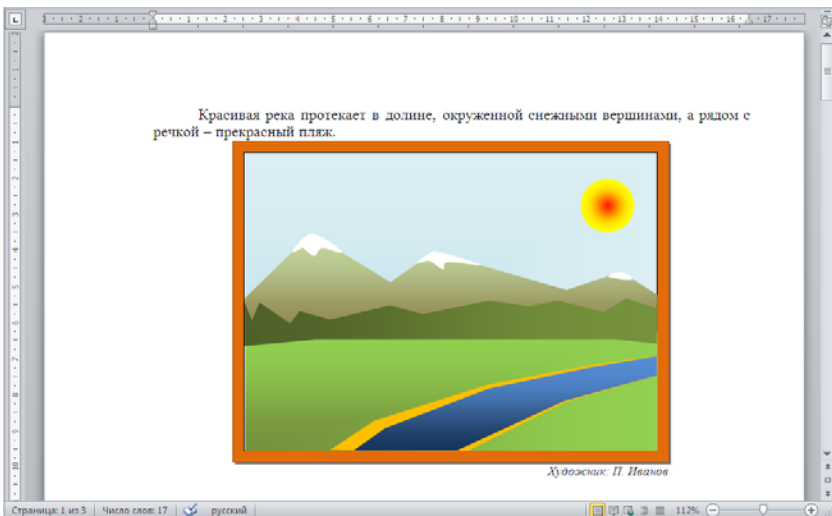 Красивая река протекает в долине, окруженной снежными вершинами, а рядом с
речкой – прекрасный пляж.
Художник: П. Иванов
Страница: 1 из 3 Число слов: 17 русский 112%